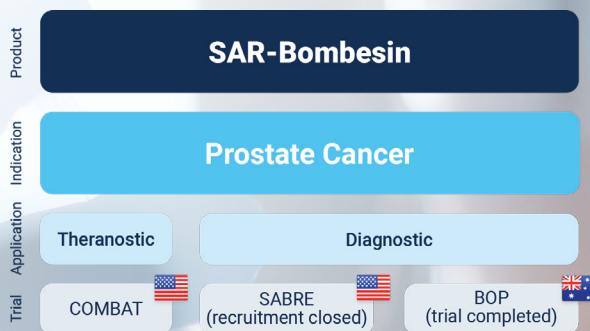 Product
SAR-Bombesin
Indication
Prostate Cancer
Application
Theranostic
Diagnostic
Trial
COMBAT
SABRE
(recruitment closed)
BOP
(trial completed)